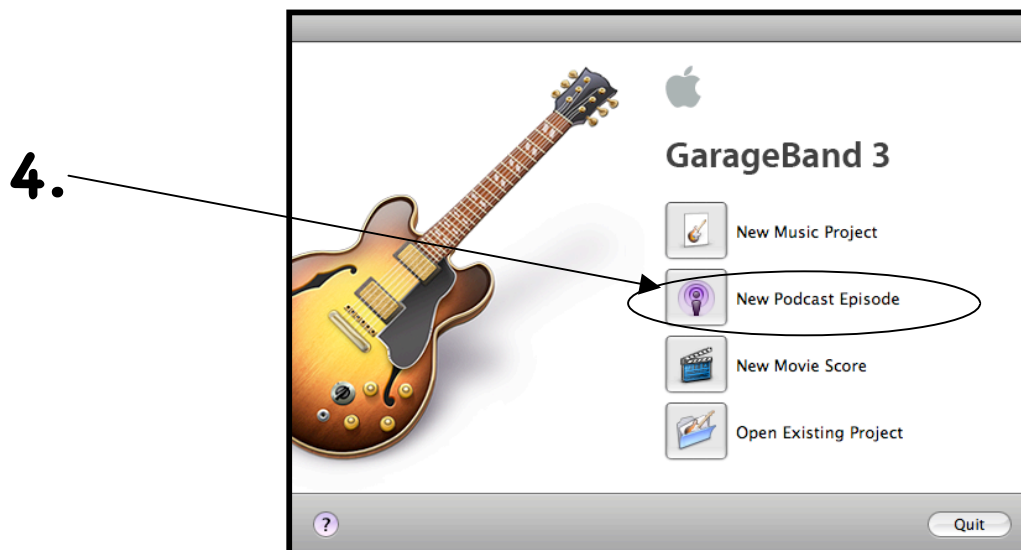 4.
GarageBand 3
New Music Project
New Podcast Episode
New Movie Score
Open Existing Project
?
Quit